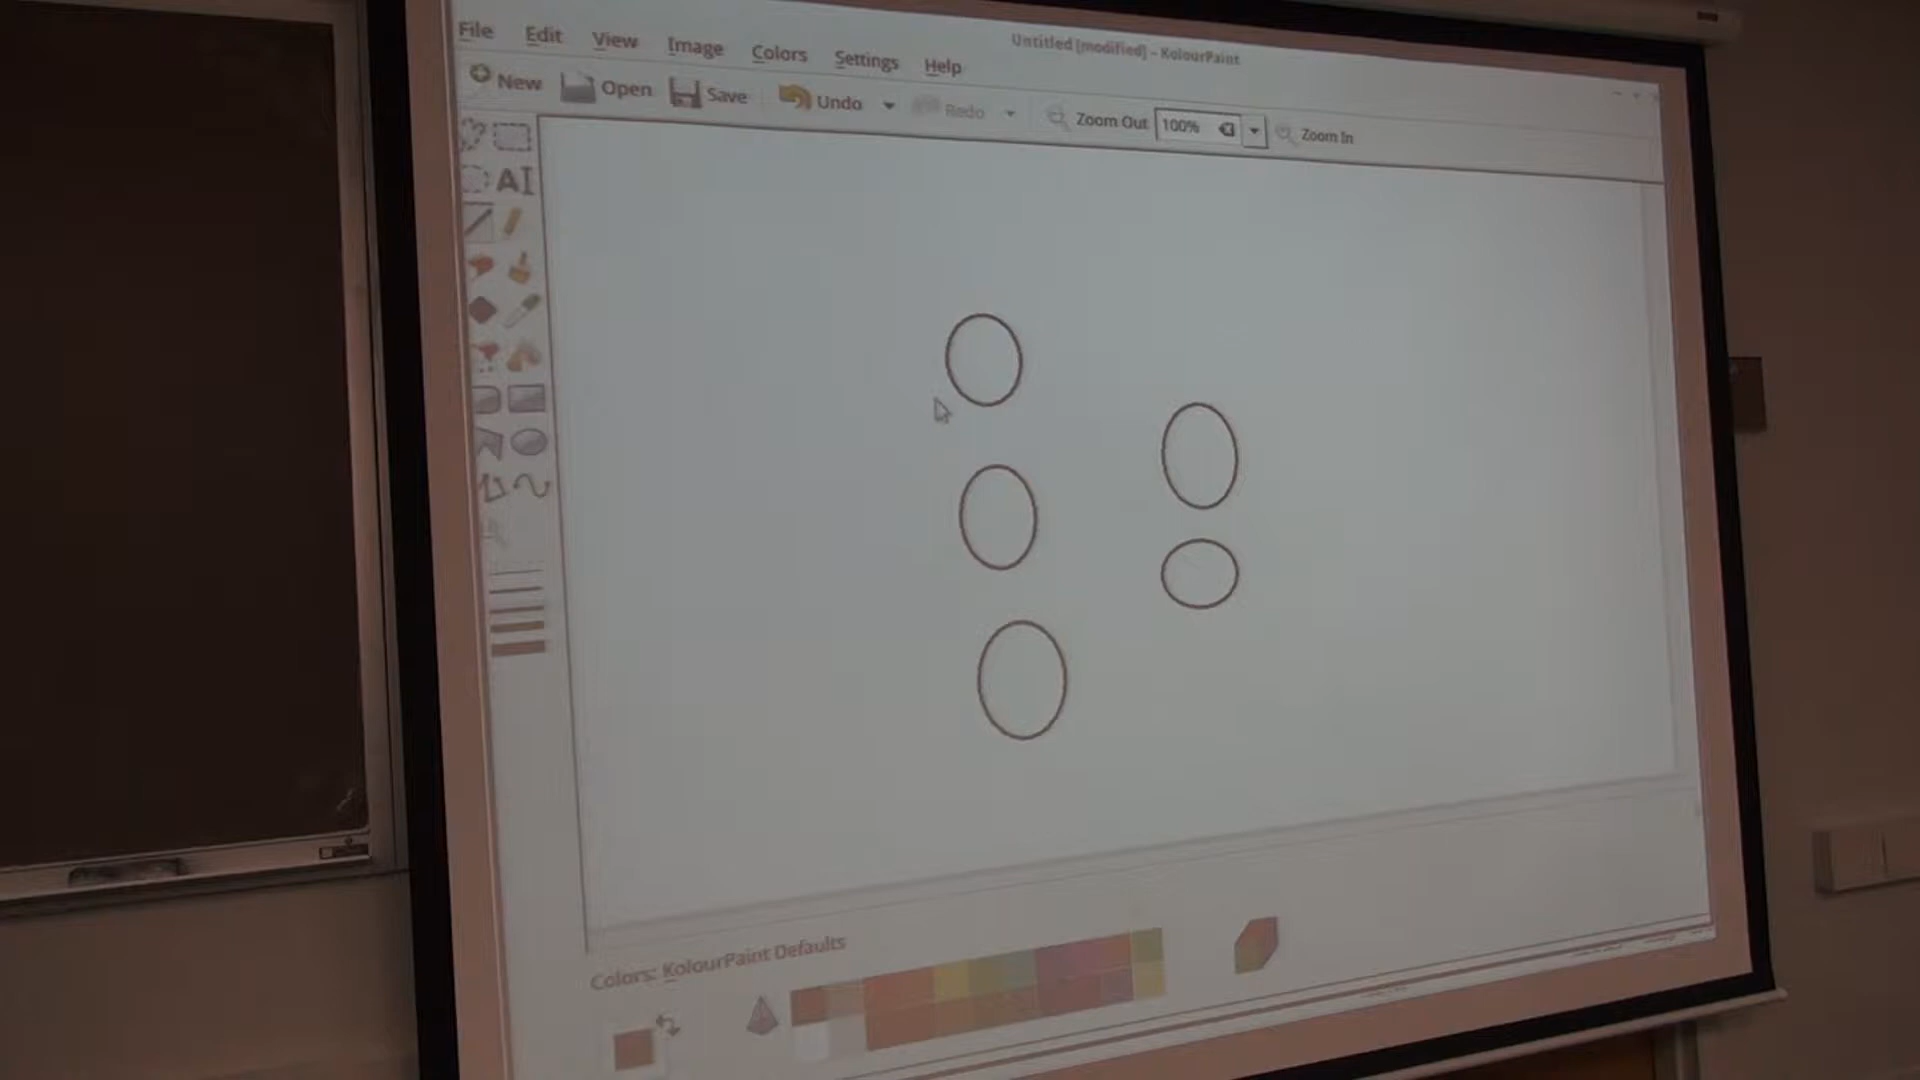 Untitled [modified] – KolourPaint
File Edit View Image Colors Settings Help
New Open Save Undo Redo Zoom Out 100% Zoom In
AI
Colors: KolourPaint Defaults